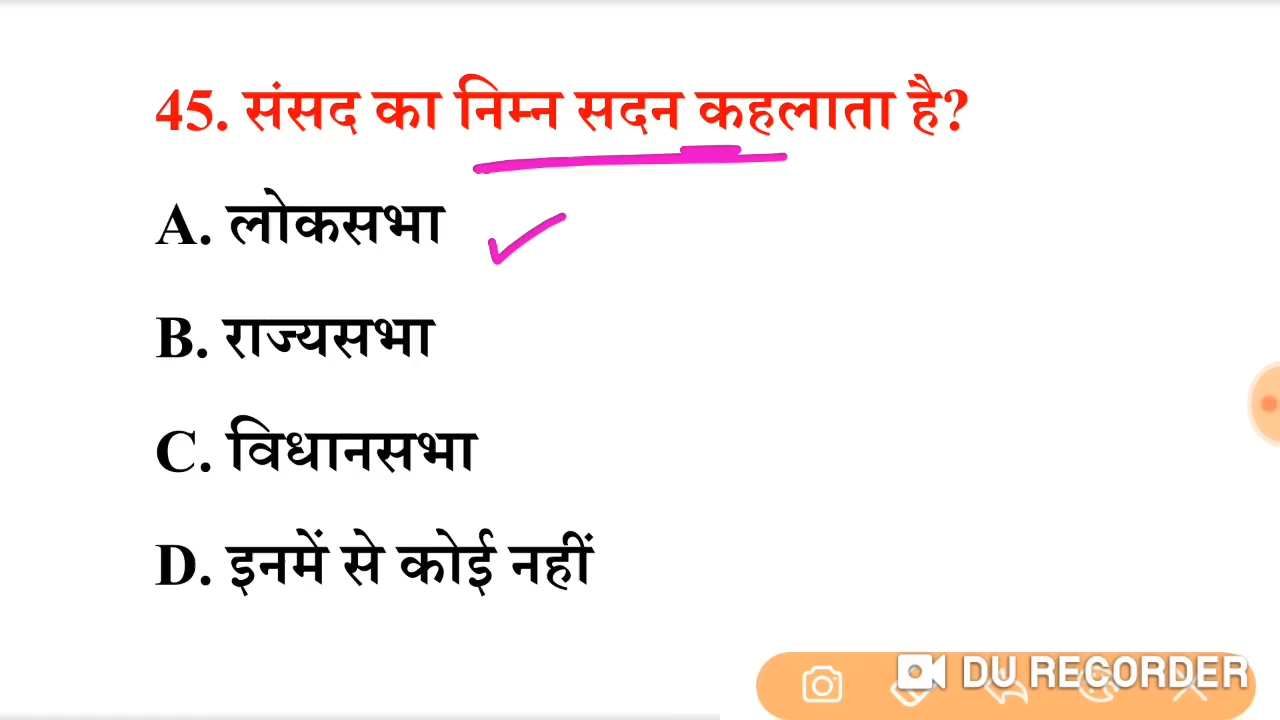 45. संसद का निम्न सदन कहलाता है?
A. लोकसभा
B. राज्यसभा
C. विधानसभा
D. इनमें से कोई नहीं
DU RECORDER